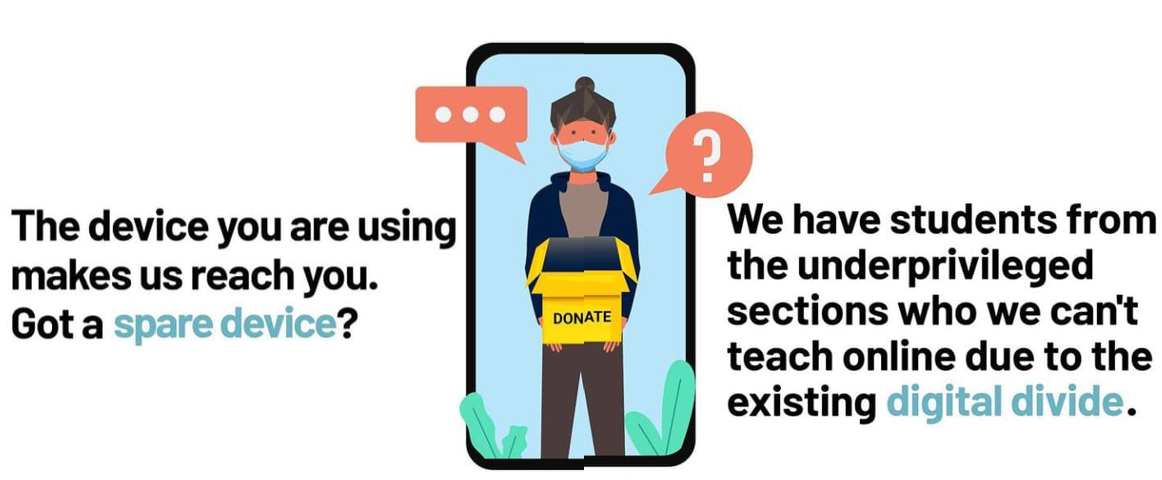 The device you are using
makes us reach you.
Got a spare device?
?
DONATE
We have students from
the underprivileged
sections who we can't
teach online due to the
existing digital divide.